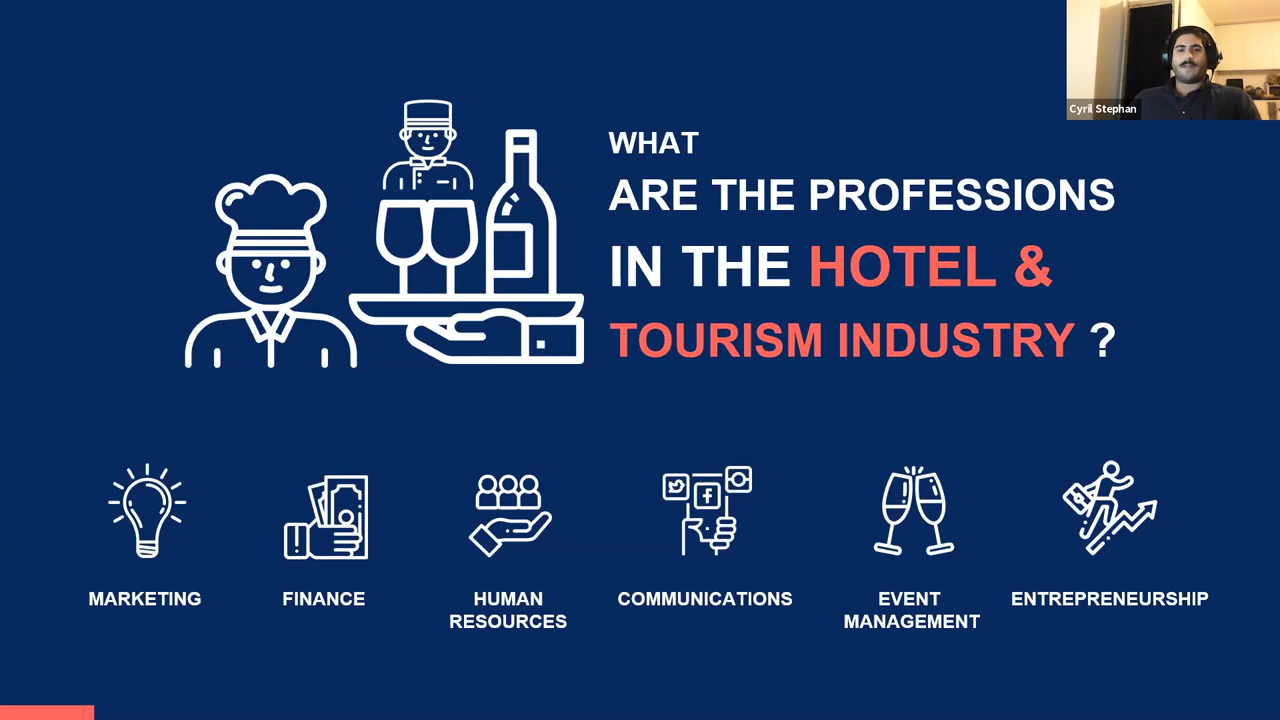 Cyril Stephan
WHAT
ARE THE PROFESSIONS
IN THE HOTEL &
TOURISM INDUSTRY ?
MARKETING
FINANCE
HUMAN
RESOURCES
COMMUNICATIONS
EVENT
MANAGEMENT
ENTREPRENEURSHIP